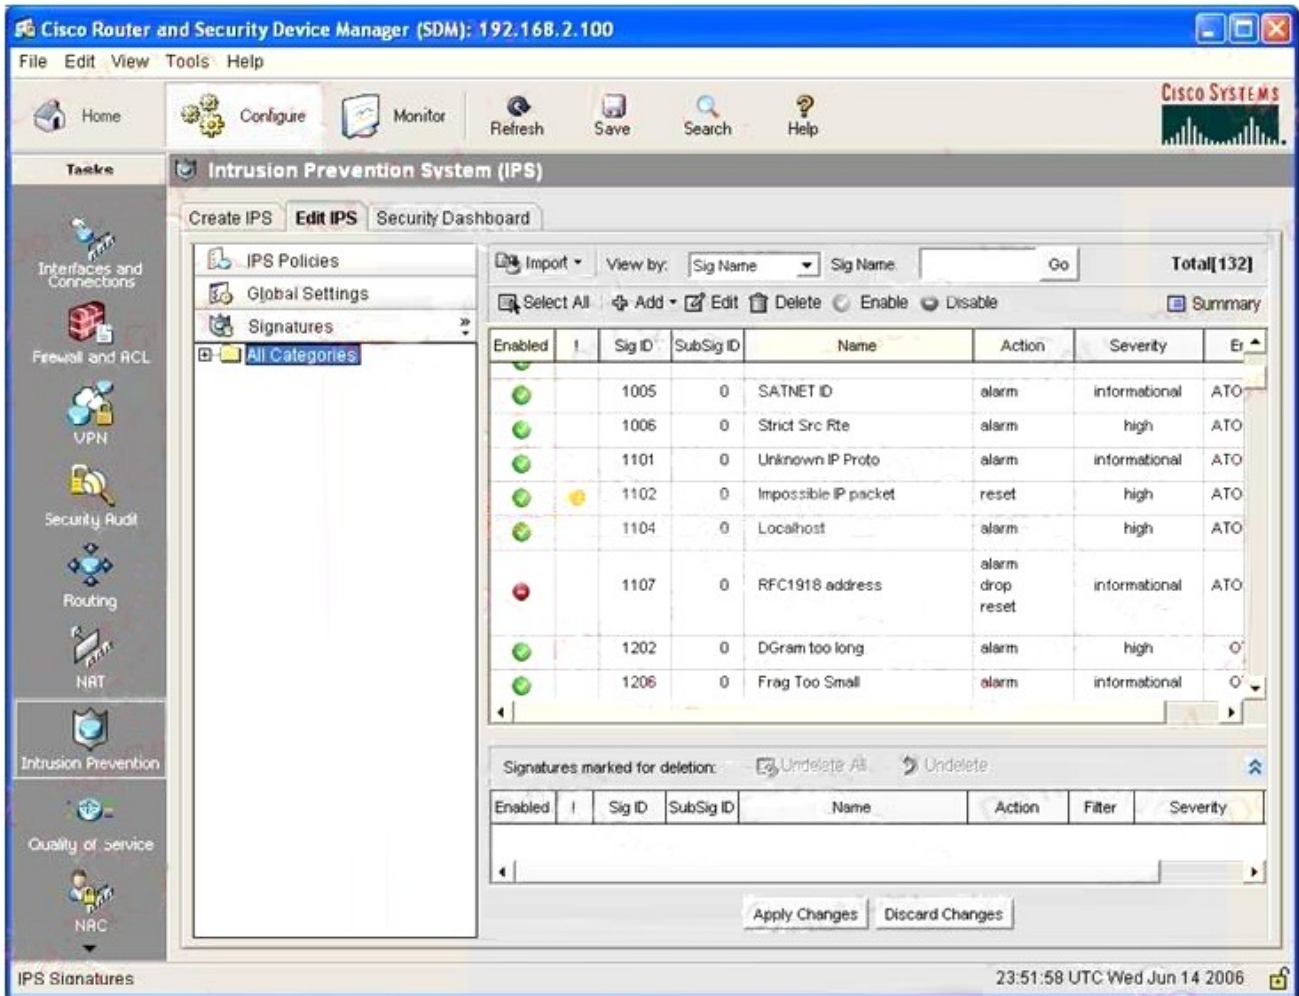 Cisco Router and Security Device Manager (SDM): 192.168.2.100
File Edit View Tools Help
Home Configure Monitor Refresh Save Search Help
CISCO SYSTEMS
Tasks
Intrusion Prevention System (IPS)
Create IPS Edit IPS Security Dashboard
Interfaces and
Connections
Firewall and ACL
VPN
Security Audit
Routing
NAT
Intrusion Prevention
Quality of Service
NAC
IPS Policies
Global Settings
Signatures
All Categories
Import View by: Sig Name Sig Name: Go Total[132]
Select All Add Edit Delete Enable Disable Summary
Enabled ! Sig ID SubSig ID Name Action Severity
1005 0 SATNET ID alarm informational ATO
1006 0 Strict Src Rte alarm high ATO
1101 0 Unknown IP Proto alarm informational ATO
1102 0 Impossible IP packet reset high ATO
1104 0 Localhost alarm high ATO
1107 0 RFC1918 address alarm drop reset informational ATO
1202 0 DGram too long alarm high
1206 0 Frag Too Small alarm informational
Signatures marked for deletion: Undelete All Undelete
Enabled ! Sig ID SubSig ID Name Action Filter Severity
Apply Changes Discard Changes
IPS Signatures 23:51:58 UTC Wed Jun 14 2006